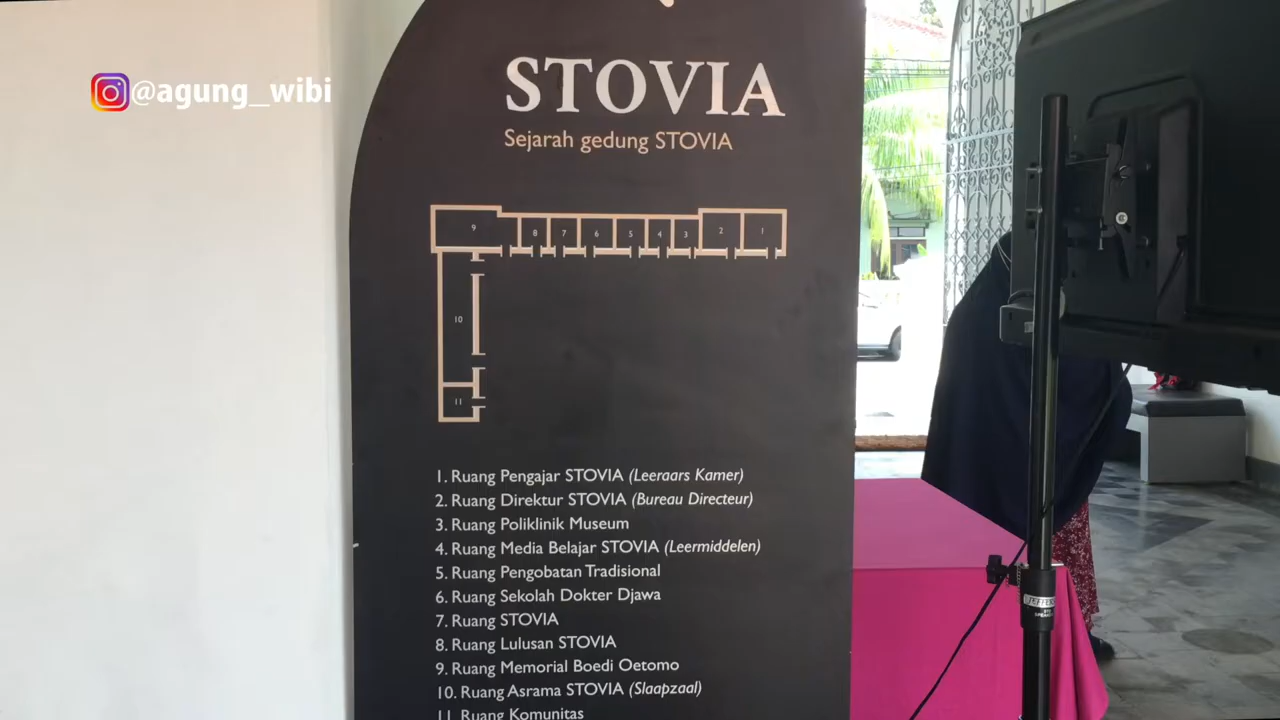 @agung_wibi
STOVIA
Sejarah gedung STOVIA
9
8
7
6
5
4
3
2
1
10
11
1. Ruang Pengajar STOVIA (Leeraars Kamer)
2. Ruang Direktur STOVIA (Bureau Directeur)
3. Ruang Poliklinik Museum
4. Ruang Media Belajar STOVIA (Leermiddelen)
5. Ruang Pengobatan Tradisional
6. Ruang Sekolah Dokter Djawa
7. Ruang STOVIA
8. Ruang Lulusan STOVIA
9. Ruang Memorial Boedi Oetomo
10. Ruang Asrama STOVIA (Slaapzaal)
11. Ruang Komunitas